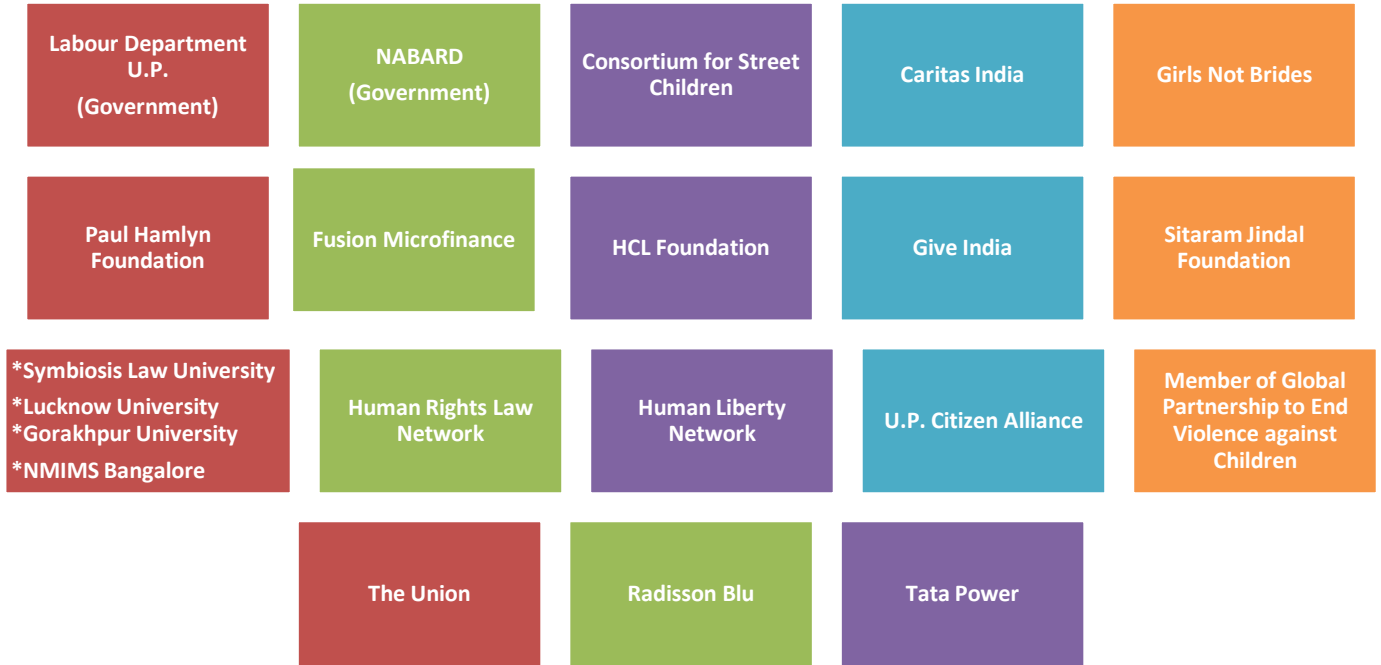 Labour Department
U.P.
(Government)
NABARD
(Government)
Consortium for Street
Children
Caritas India
Girls Not Brides
Paul Hamlyn
Foundation
Fusion Microfinance
HCL Foundation
Give India
Sitaram Jindal
Foundation
*Symbiosis Law University
*Lucknow University
*Gorakhpur University
*NMIMS Bangalore
Human Rights Law
Network
Human Liberty
Network
U.P. Citizen Alliance
Member of Global
Partnership to End
Violence against
Children
The Union
Radisson Blu
Tata Power